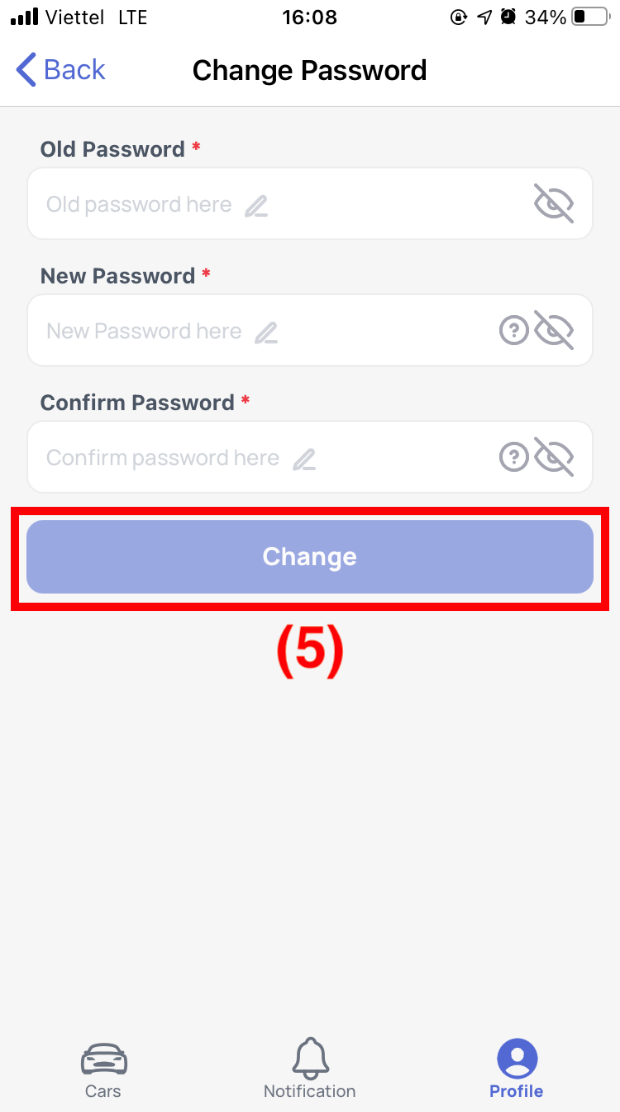 Viettel LTE 16:08 34%
Back Change Password
Old Password *
Old password here
New Password *
New Password here ?
Confirm Password *
Confirm password here ?
Change
(5)
Cars Notification Profile